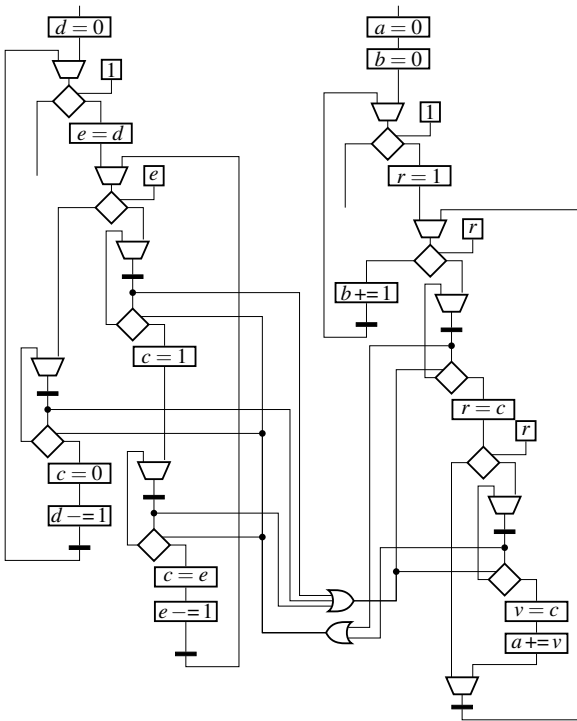 d = 0
1
e = d
e
c = 1
c = 0
d −= 1
c = e
e −= 1
a = 0
b = 0
1
r = 1
r
b += 1
r = c
r
v = c
a += v